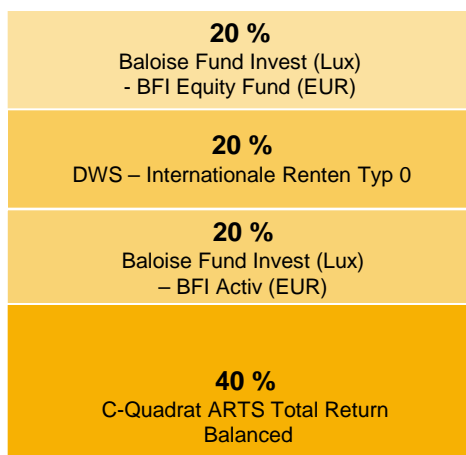 20 %
Baloise Fund Invest (Lux)
- BFI Equity Fund (EUR)
20 %
DWS – Internationale Renten Typ 0
20 %
Baloise Fund Invest (Lux)
– BFI Activ (EUR)
40 %
C-Quadrat ARTS Total Return
Balanced